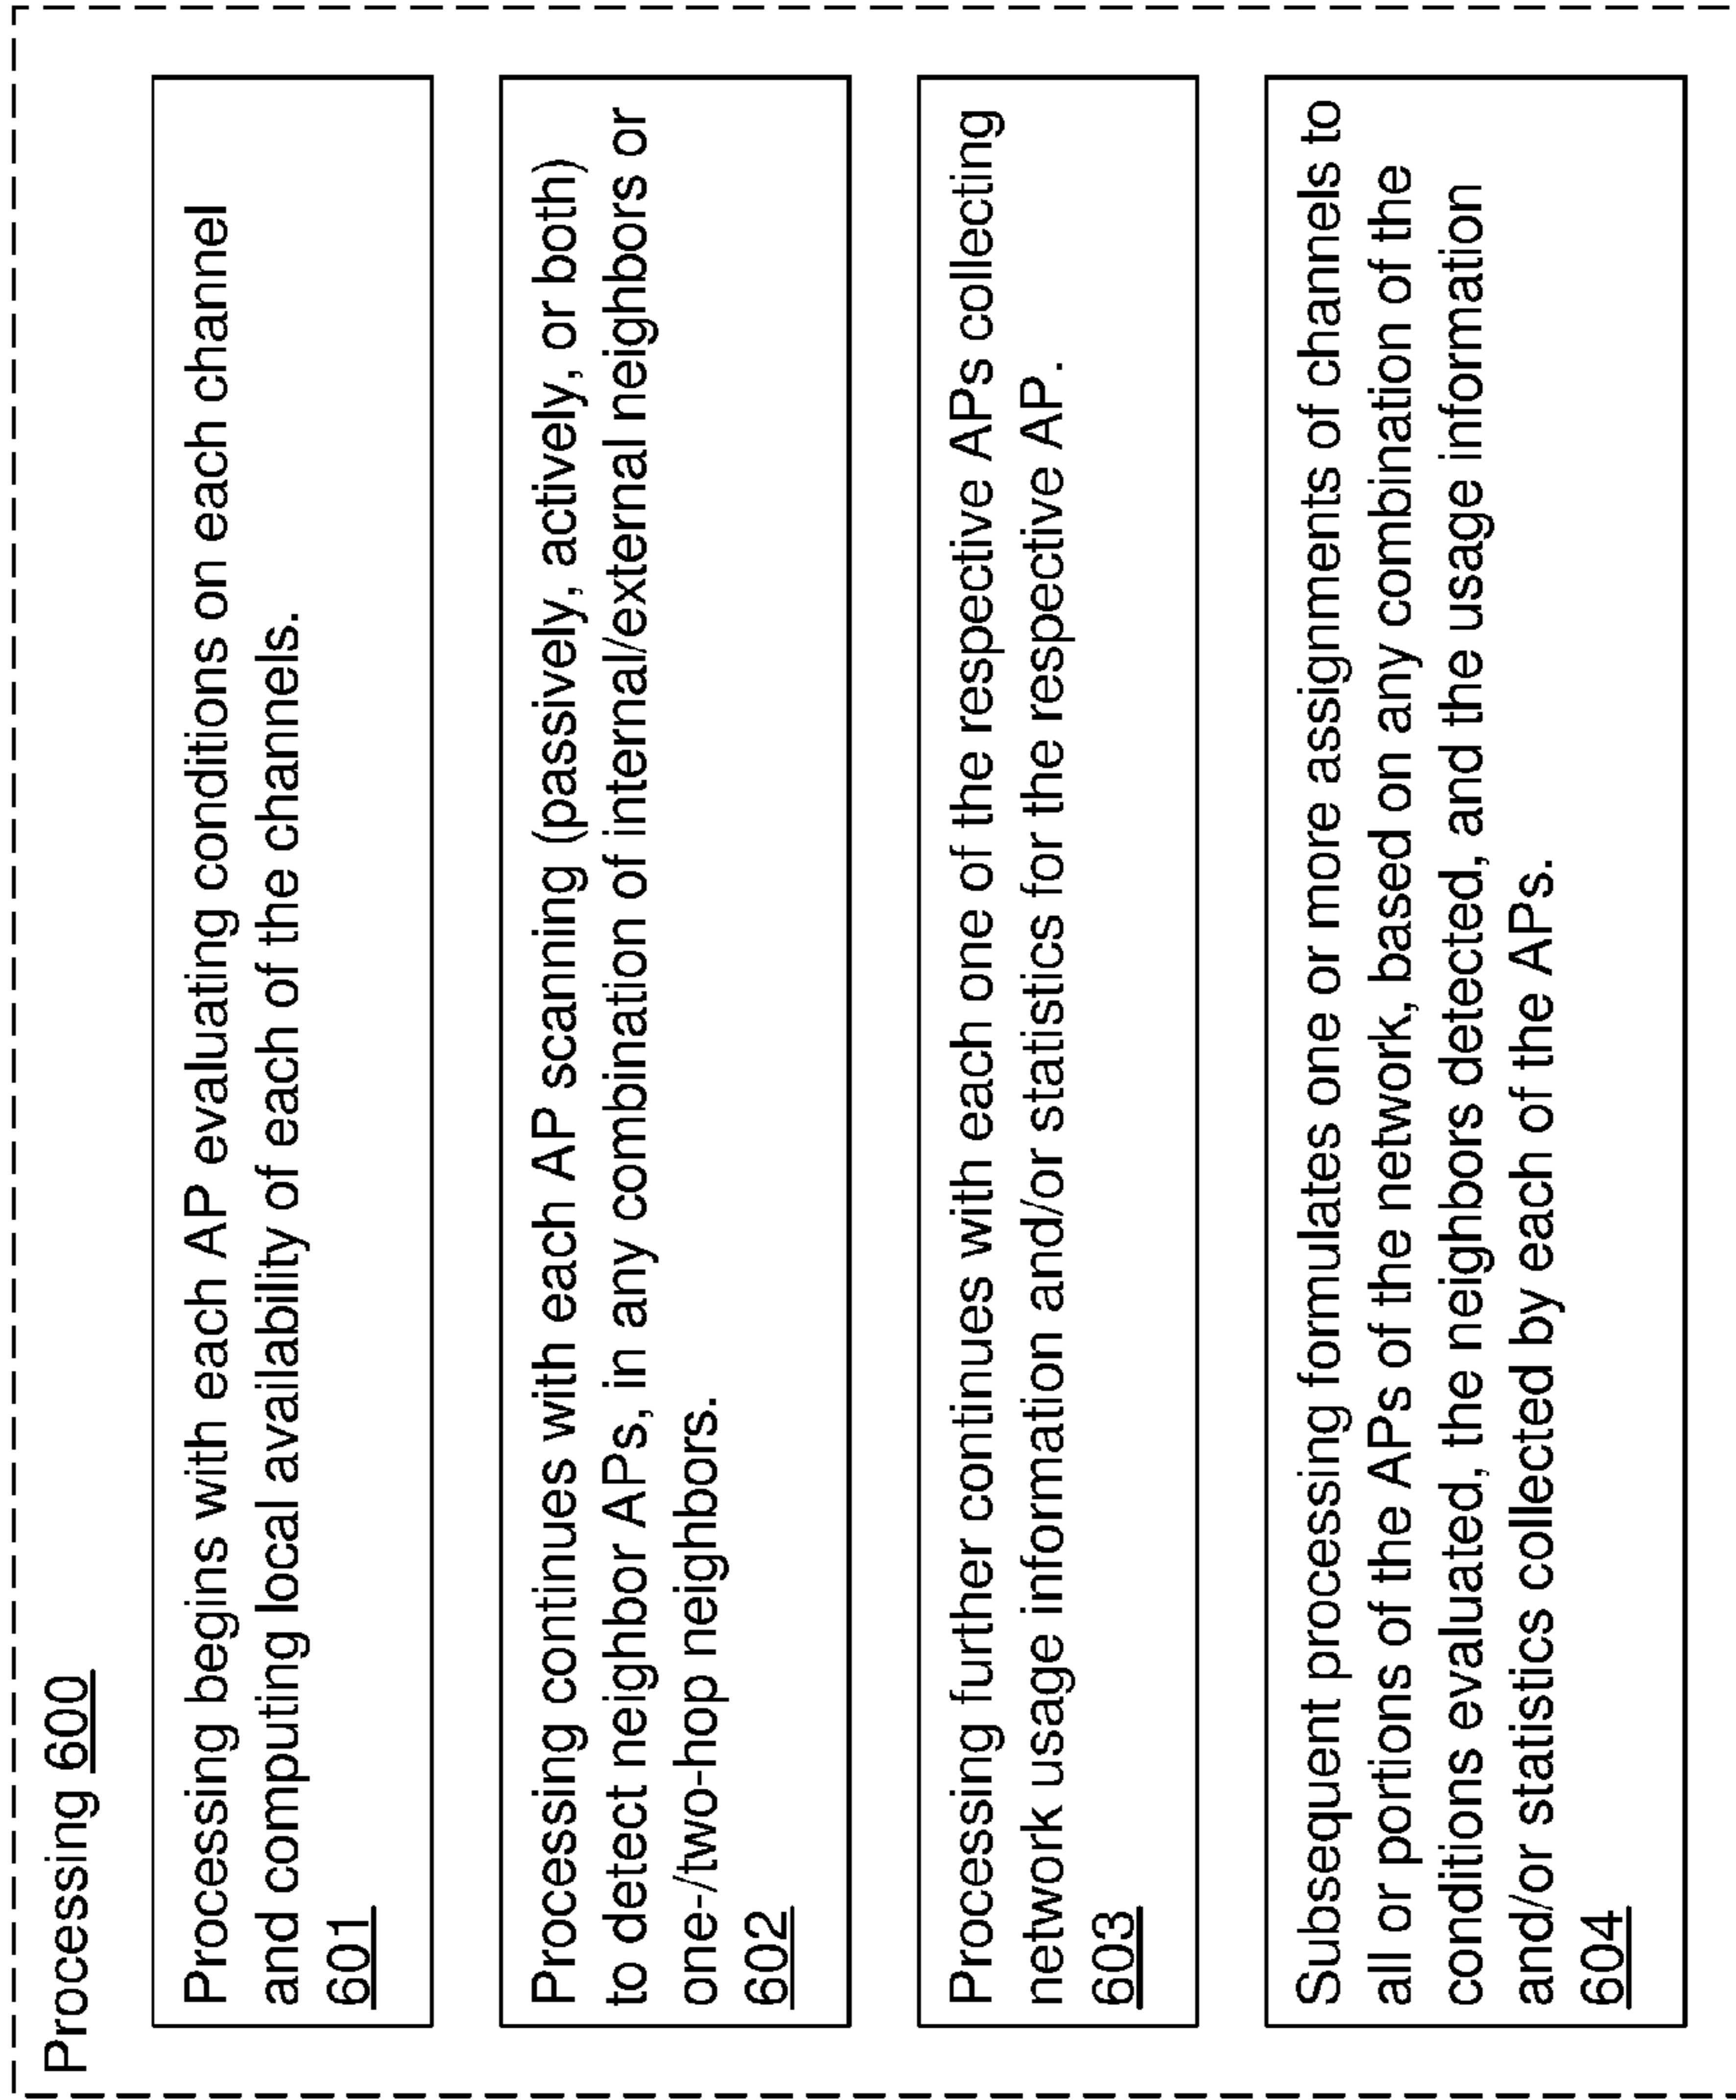 Processing 600
Processing begins with each AP evaluating conditions on each channel
and computing local availability of each of the channels.
601
Processing continues with each AP scanning (passively, actively, or both)
to detect neighbor APs, in any combination of internal/external neighbors or
one-/two-hop neighbors.
602
Processing further continues with each one of the respective APs collecting
network usage information and/or statistics for the respective AP.
603
Subsequent processing formulates one or more assignments of channels to
all or portions of the APs of the network, based on any combination of the
conditions evaluated, the neighbors detected, and the usage information
and/or statistics collected by each of the APs.
604